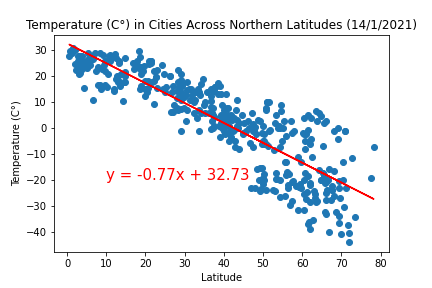 Temperature (C°) in Cities Across Northern Latitudes (14/1/2021)
Temperature (C°)
30
20
10
0
−10
−20
−30
−40
y = -0.77x + 32.73
0 10 20 30 40 50 60 70 80
Latitude